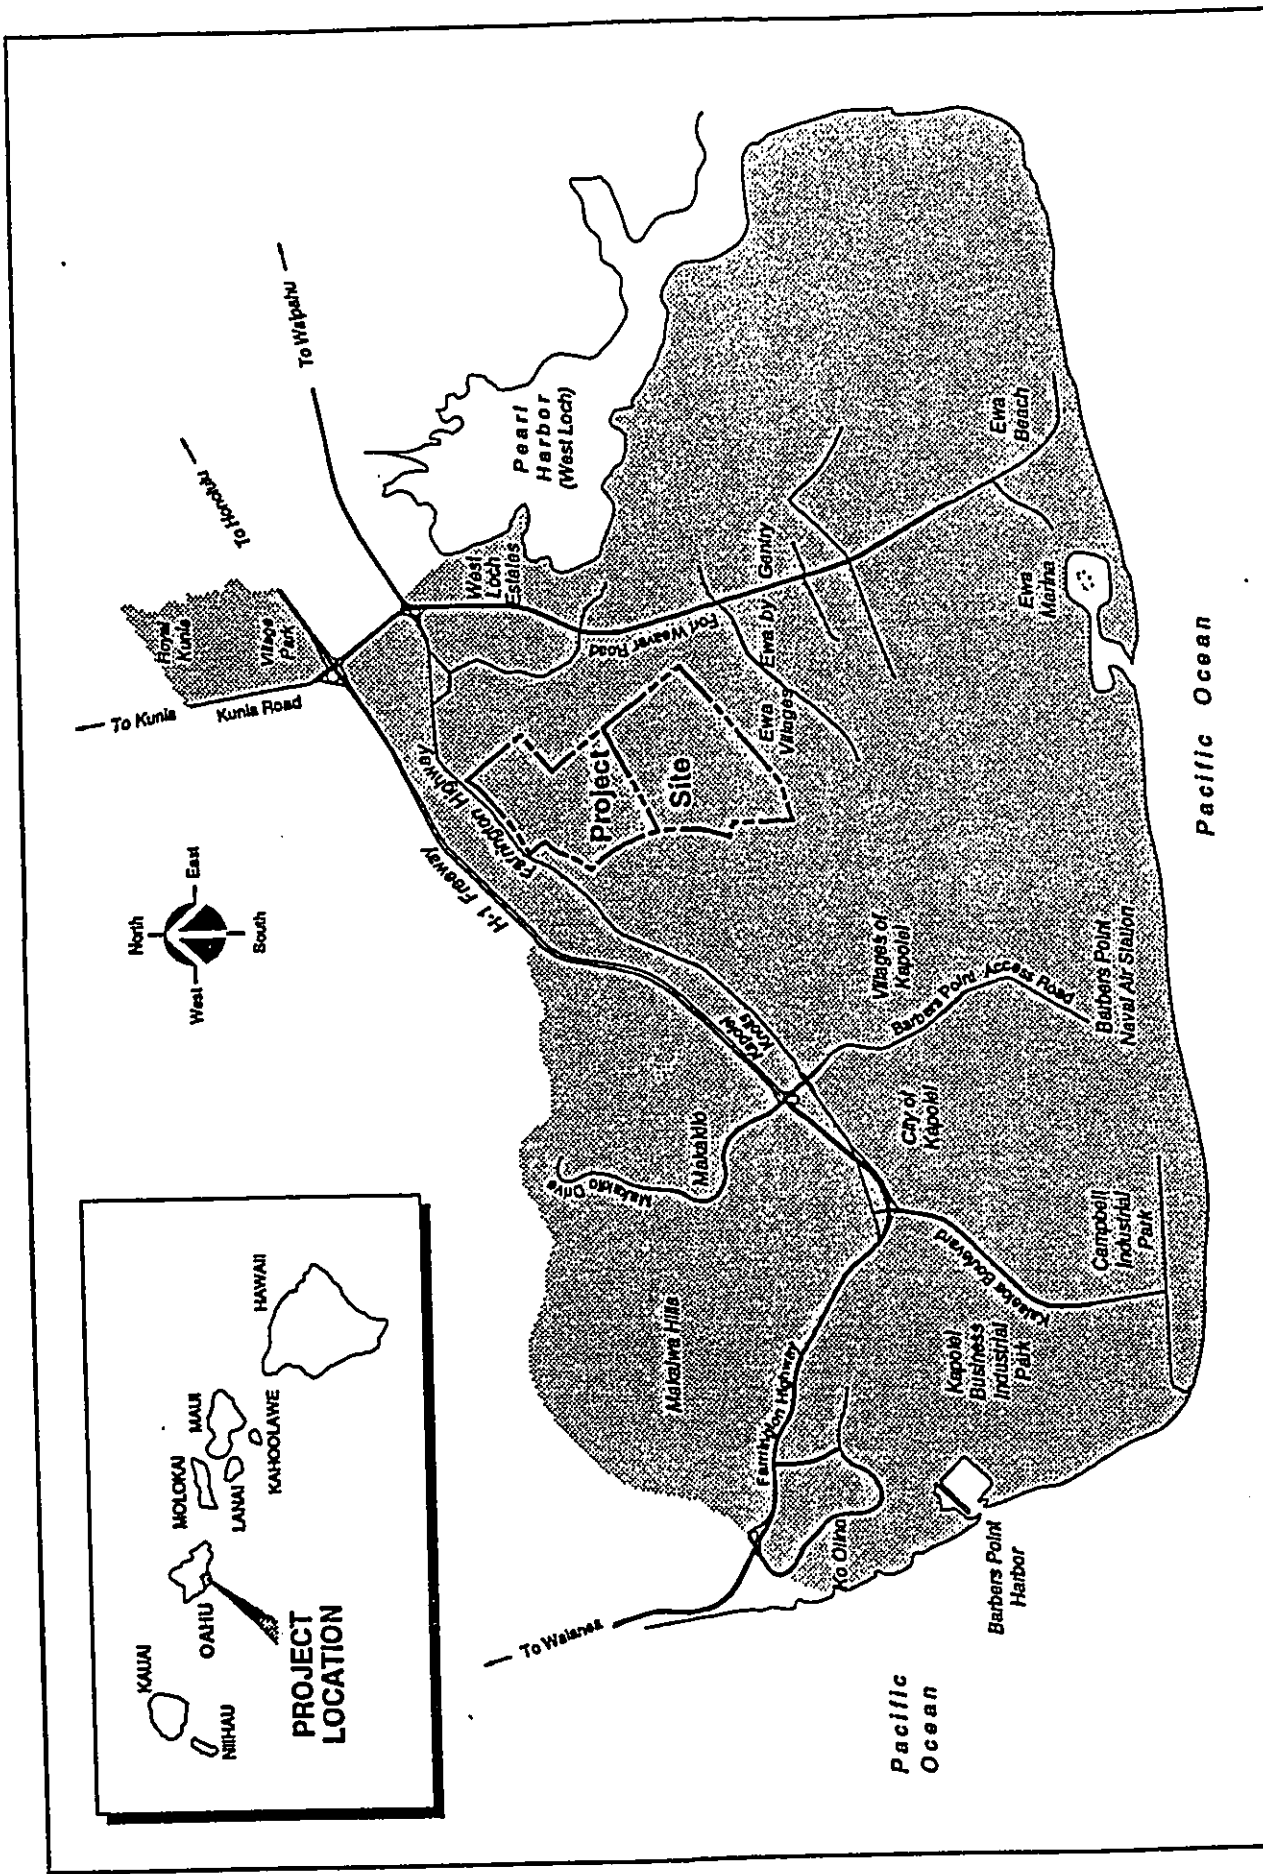 KAUAI
NIIHAU
OAHU
MOLOKAI
LANAI
MAUI
KAHOOLAWE
HAWAII
PROJECT
LOCATION
North
West
East
South
To Kunia
Kunia Road
Royal
Kunia
Village
Park
To Honolulu
To Waipahu
H-1 Freeway
Farrington Highway
West
Loch
Estates
Pearl
Harbor
(West Loch)
Fort Weaver Road
Project
Site
Ewa
Villages
Ewa by Gentry
Ewa
Beach
Ewa
Marina
Makaiwa Hills
Makakilo Drive
Makakilo
Kapolei
Knolls
Villages of
Kapolei
Barbers Point Access Road
Barbers Point
Naval Air Station
City of
Kapolei
Farrington Highway
Kalaeloa Boulevard
Kapolei
Business
Industrial
Park
Campbell
Industrial
Park
To Waianae
Ko Olina
Barbers Point
Harbor
Pacific
Ocean
Pacific Ocean